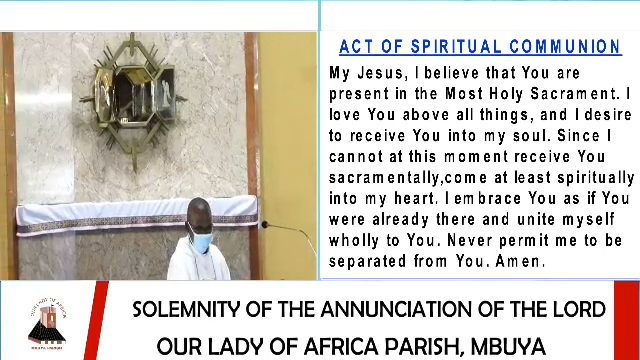 ACT OF SPIRITUAL COMMUNION
My Jesus, I believe that You are
present in the Most Holy Sacrament. I
love You above all things, and I desire
to receive You into my soul. Since I
cannot at this moment receive You
sacramentally,come at least spiritually
into my heart. I embrace You as if You
were already there and unite myself
wholly to You. Never permit me to be
separated from You. Amen.
OUR LADY OF AFRICA
SOLEMNITY OF THE ANNUNCIATION OF THE LORD
OUR LADY OF AFRICA PARISH, MBUYA